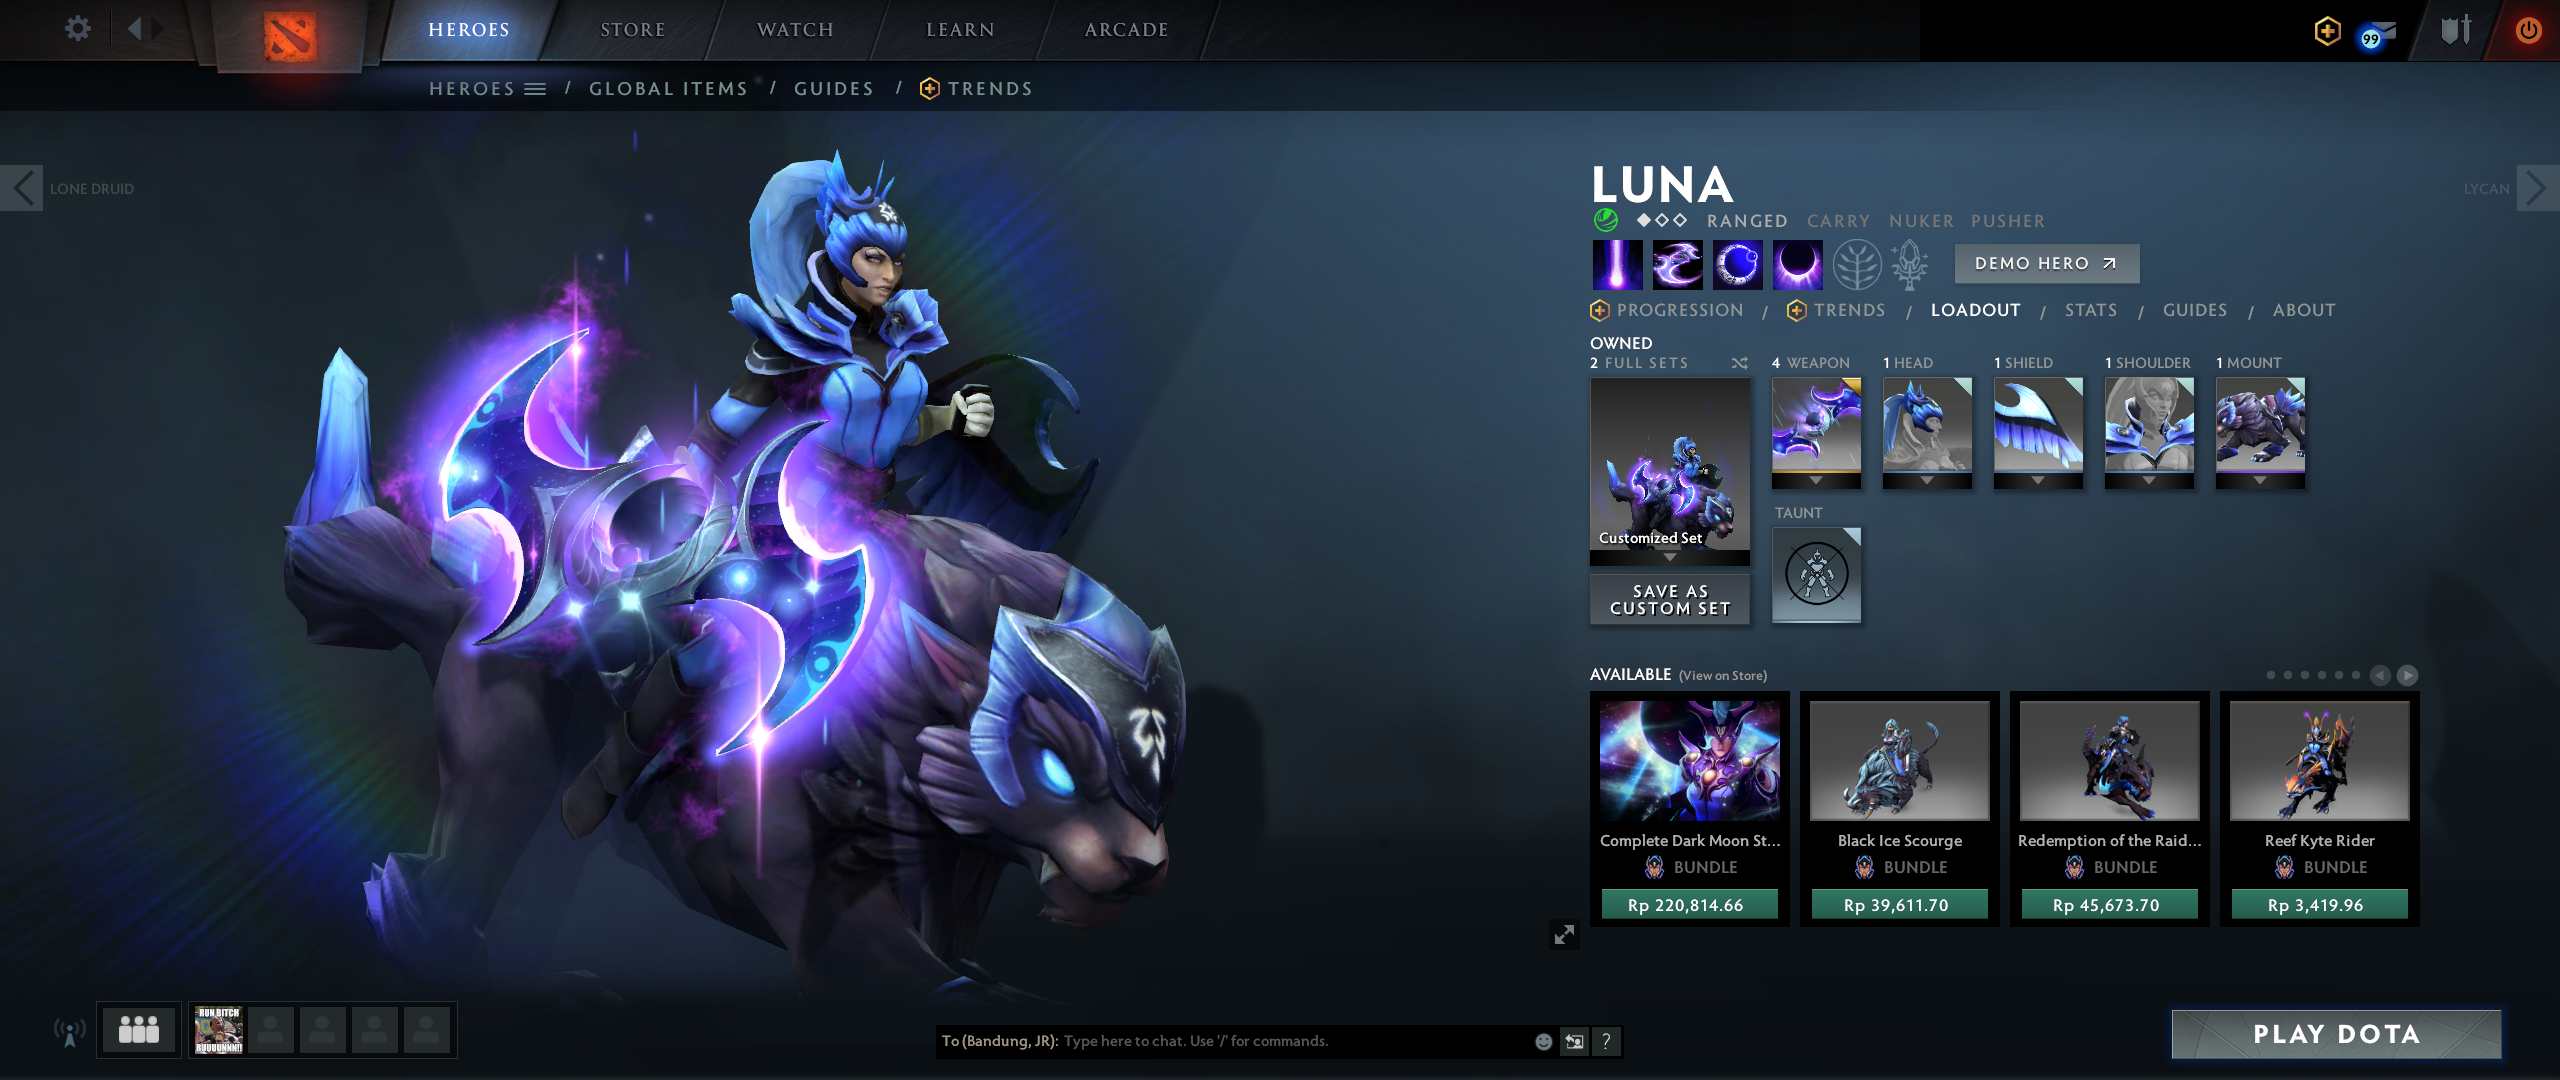 HEROES STORE WATCH LEARN ARCADE
99
HEROES / GLOBAL ITEMS / GUIDES / TRENDS
LONE DRUID
LYCAN
LUNA
RANGED CARRY NUKER PUSHER
DEMO HERO
PROGRESSION / TRENDS / LOADOUT / STATS / GUIDES / ABOUT
OWNED
2 FULL SETS
4 WEAPON 1 HEAD 1 SHIELD 1 SHOULDER 1 MOUNT
Customized Set
SAVE AS
CUSTOM SET
TAUNT
AVAILABLE (View on Store)
Complete Dark Moon St...
BUNDLE
Rp 220,814.66
Black Ice Scourge
BUNDLE
Rp 39,611.70
Redemption of the Raid...
BUNDLE
Rp 45,673.70
Reef Kyte Rider
BUNDLE
Rp 3,419.96
RUN BITCH
RUUUUNNN!!
To (Bandung, JR): Type here to chat. Use '/' for commands.
?
PLAY DOTA